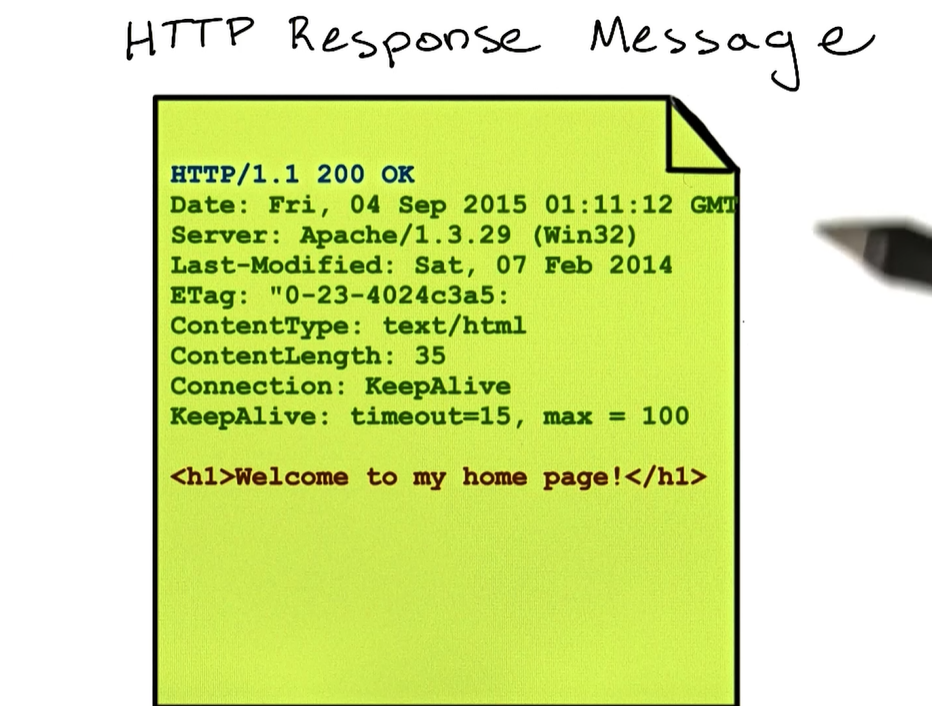 HTTP Response Message
HTTP/1.1 200 OK
Date: Fri, 04 Sep 2015 01:11:12 GMT
Server: Apache/1.3.29 (Win32)
Last-Modified: Sat, 07 Feb 2014
ETag: "0-23-4024c3a5:
ContentType: text/html
ContentLength: 35
Connection: KeepAlive
KeepAlive: timeout=15, max = 100
<h1>Welcome to my home page!</h1>